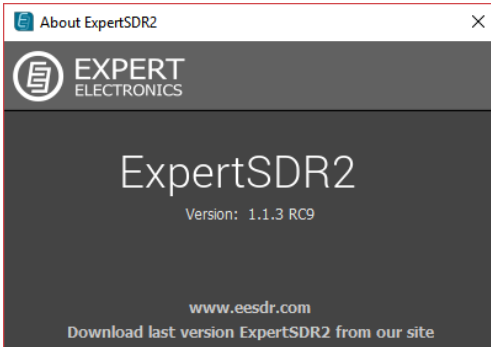 About ExpertSDR2
EXPERT
ELECTRONICS
ExpertSDR2
Version: 1.1.3 RC9
www.eesdr.com
Download last version ExpertSDR2 from our site